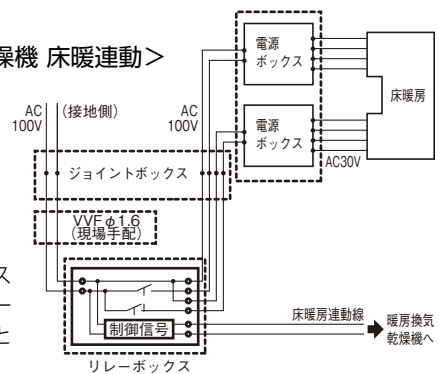 燥機 床暖連動＞
電源
ボックス
床暖房
AC
100V
(接地側)
AC
100V
電源
ボックス
AC30V
ジョイントボックス
VVFφ1.6
(現場手配)
ス
ー
と
制御信号
床暖房連動線
暖房換気
乾燥機へ
リレーボックス